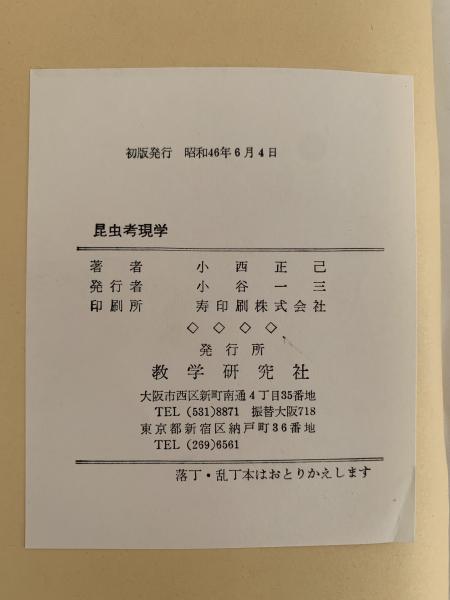 初版発行 昭和46年6月4日
昆虫考現学
著者 小西正己
発行者 小谷一三
印刷所 寿印刷株式会社
◇◇◇◇
発行所
教学研究社
大阪市西区新町南通4丁目35番地
TEL (531)8871 振替大阪718
東京都新宿区納戸町36番地
TEL (269)6561
落丁・乱丁本はおとりかえします